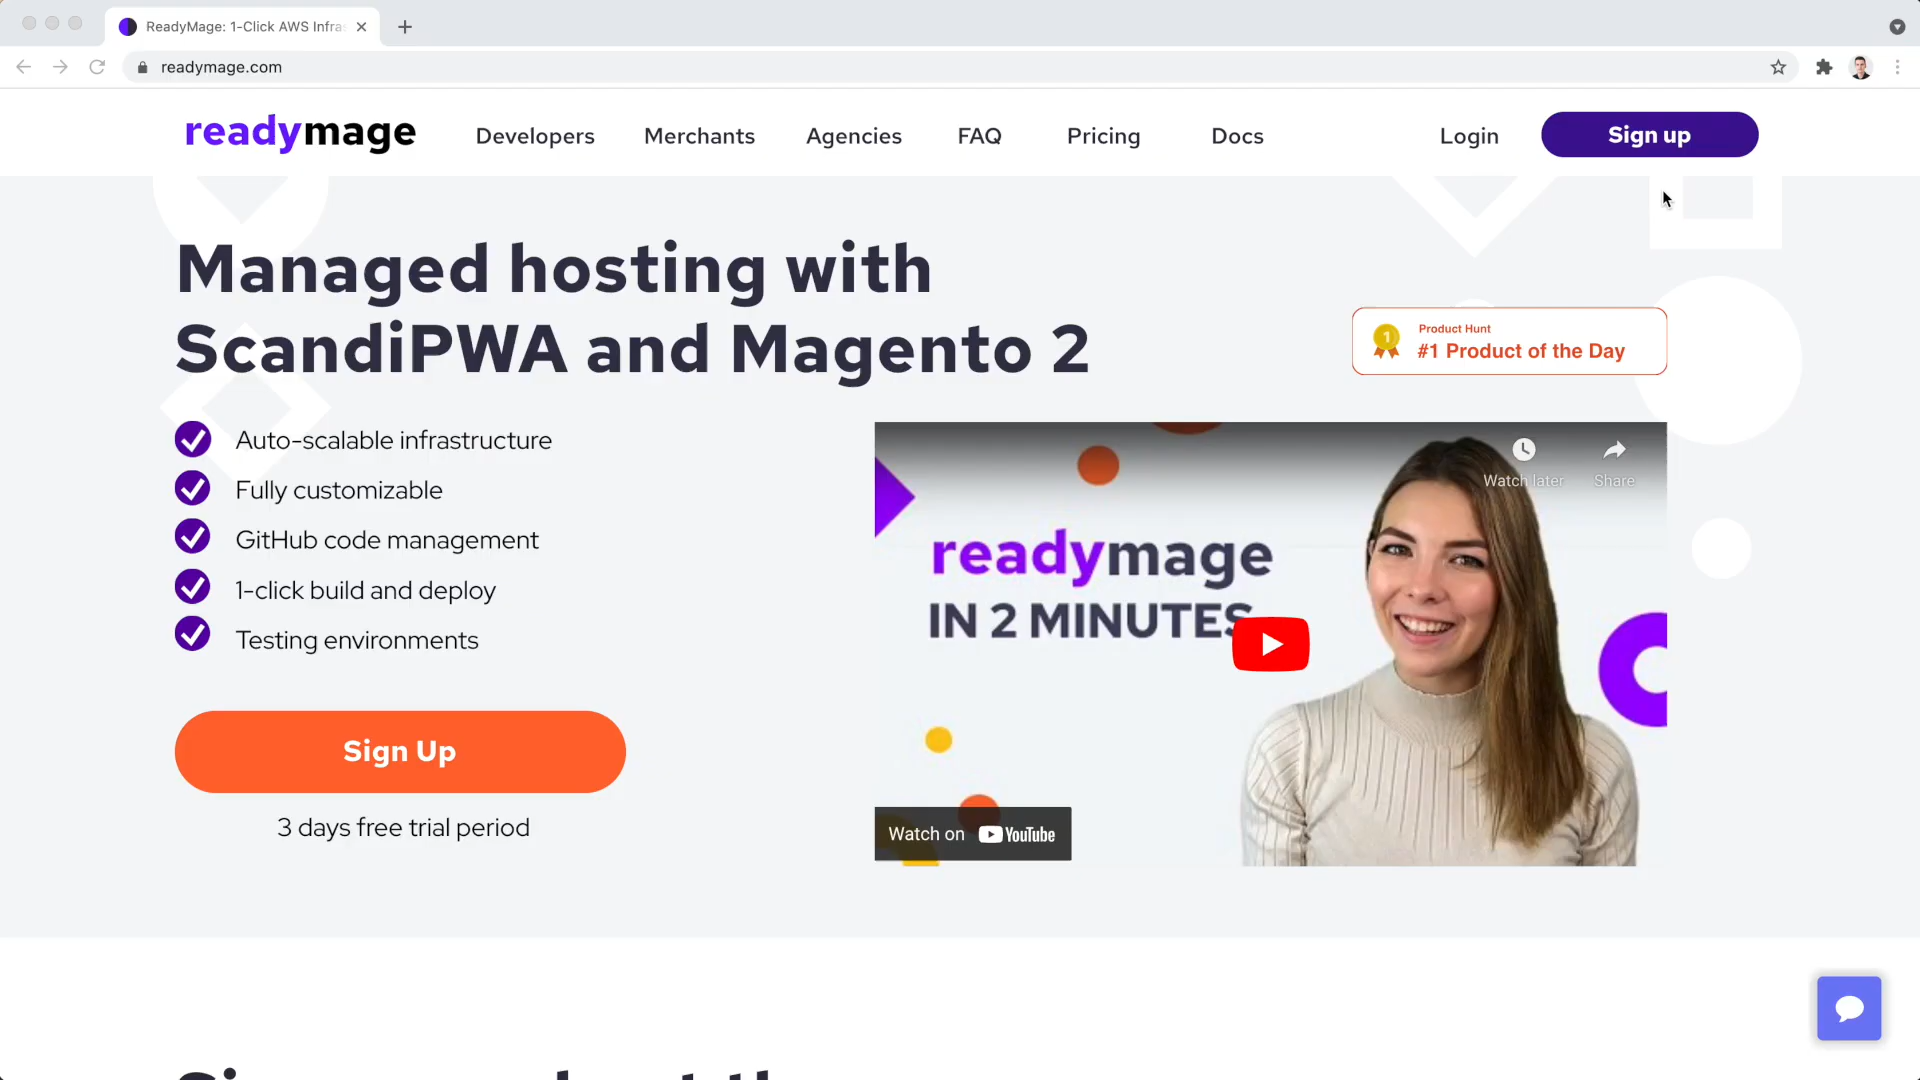 ReadyMage: 1-Click AWS Infra
readymage.com
readymage
Developers
Merchants
Agencies
FAQ
Pricing
Docs
Login
Sign up
Managed hosting with
ScandiPWA and Magento 2
Product Hunt
#1 Product of the Day
1
Auto-scalable infrastructure
Fully customizable
GitHub code management
1-click build and deploy
Testing environments
Sign Up
3 days free trial period
Watch later
Share
readymage
IN 2 MINUTES
Watch on YouTube